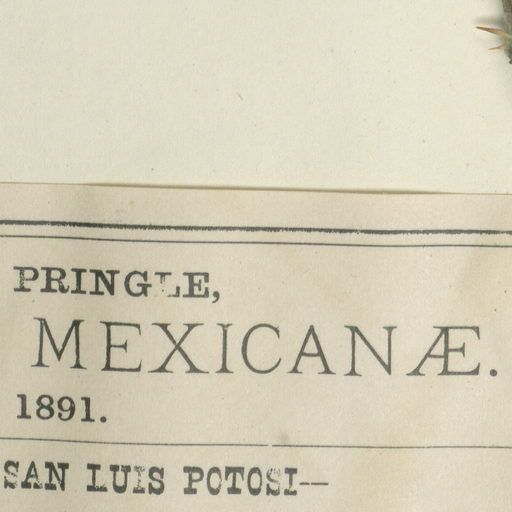 PRINGLE,
MEXICANÆ.
1891.
SAN LUIS POTOSI—